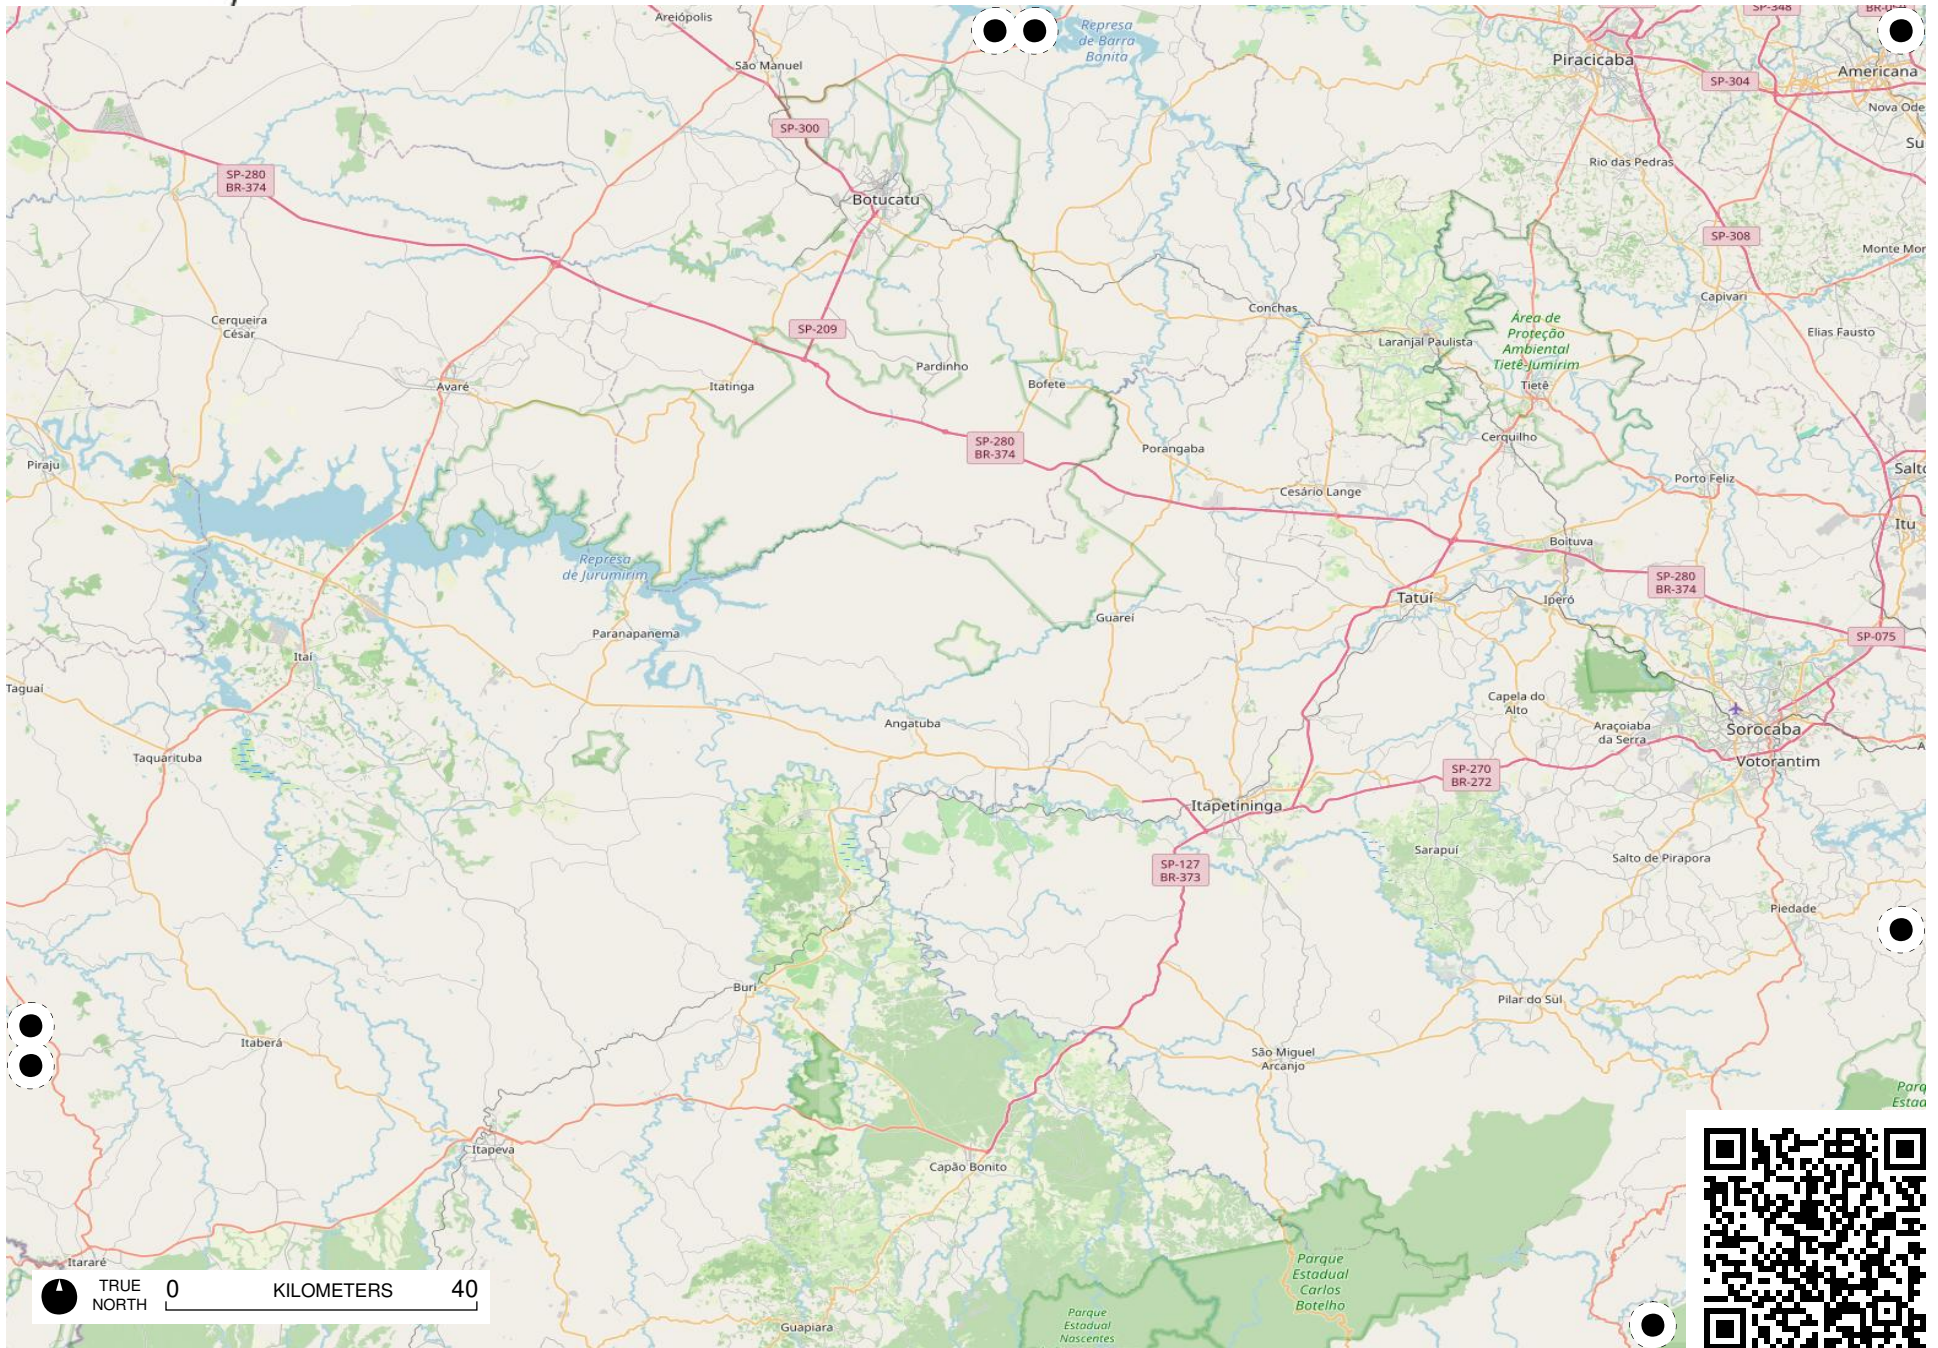 Areiópolis
Represa
de Barra
Bonita
SP-348
São Manuel
Piracicaba
SP-304
Americana
Nova Ode
SP-300
Su
Rio das Pedras
SP-280
BR-374
Botucatu
SP-308
Monte Mor
Capivari
Conchas
Cerqueira
César
SP-209
Área de
Proteção
Ambiental
Tietê-Jumirim
Elias Fausto
Laranjal Paulista
Pardinho
Avaré
Itatinga
Bofete
Tietê
Cerquilho
SP-280
BR-374
Porangaba
Piraju
Salto
Porto Feliz
Cesário Lange
Itu
Boituva
Represa
de Jurumirim
SP-280
BR-374
Tatuí
Iperó
Guareí
Paranapanema
SP-075
Itaí
Taguaí
Capela do
Alto
Angatuba
Araçoiaba
da Serra
Sorocaba
A
Taquarituba
Votorantim
SP-270
BR-272
Itapetininga
Sarapuí
Salto de Pirapora
SP-127
BR-373
Piedade
Buri
Pilar do Sul
Itaberá
São Miguel
Arcanjo
Parq
Estad
Itapeva
Capão Bonito
Itararé
Parque
Estadual
Carlos
Botelho
TRUE
NORTH
0 KILOMETERS 40
Parque
Estadual
Nascentes
Guapiara